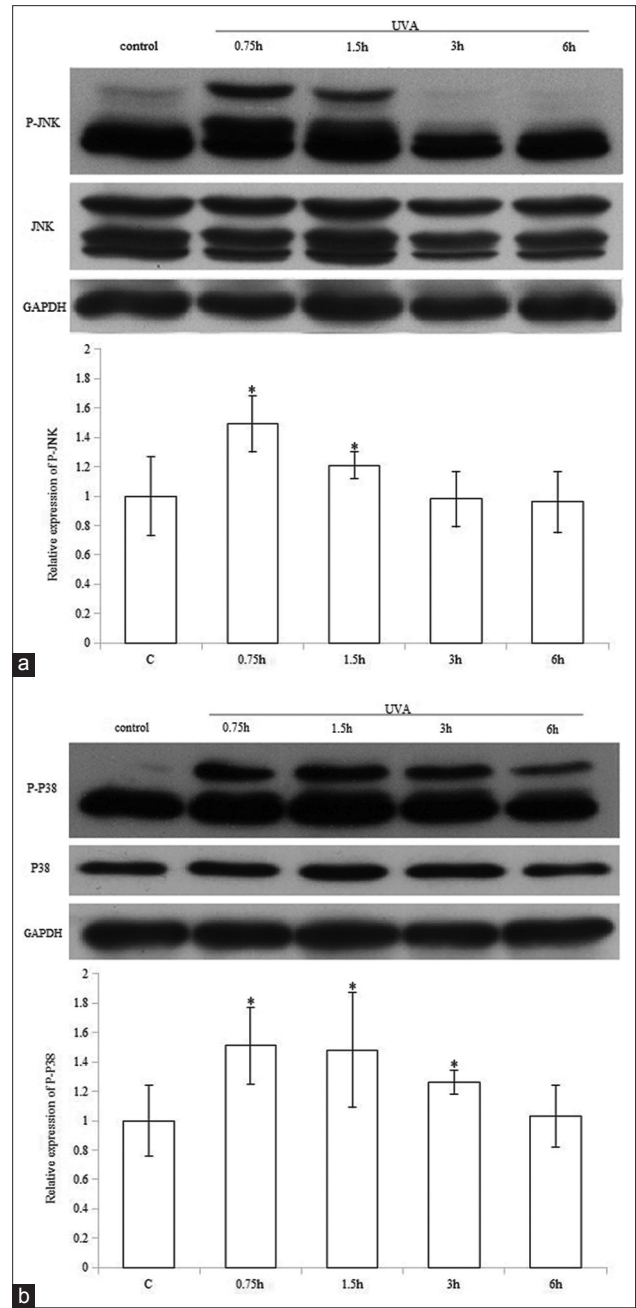 UVA
control 0.75h 1.5h 3h 6h
P-JNK
JNK
GAPDH
2
1.8
1.6
1.4
1.2
1
0.8
0.6
0.4
0.2
0
Relative expression of P-JNK
* *
C 0.75h 1.5h 3h 6h
a
UVA
control 0.75h 1.5h 3h 6h
P-P38
P38
GAPDH
2
1.8
1.6
1.4
1.2
1
0.8
0.6
0.4
0.2
0
Relative expression of P-P38
* * *
C 0.75h 1.5h 3h 6h
b